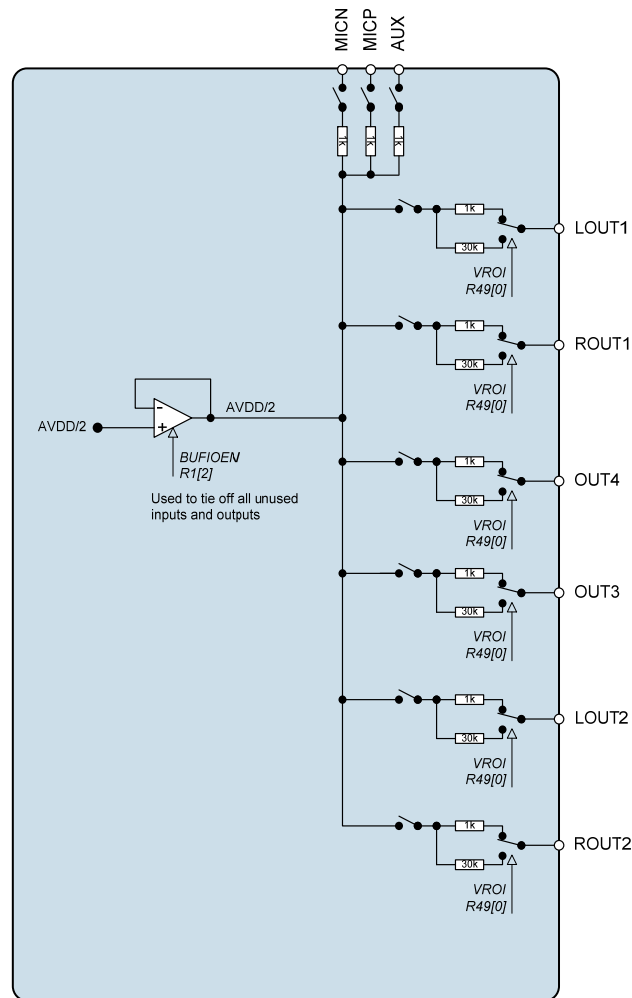 MICN
MICP
AUX
1k
1k
1k
1k
30k
LOUT1
VROI
R49[0]
1k
30k
ROUT1
VROI
R49[0]
AVDD/2
-
+
AVDD/2
BUFIOEN
R1[2]
Used to tie off all unused
inputs and outputs
1k
30k
OUT4
VROI
R49[0]
1k
30k
OUT3
VROI
R49[0]
1k
30k
LOUT2
VROI
R49[0]
1k
30k
ROUT2
VROI
R49[0]